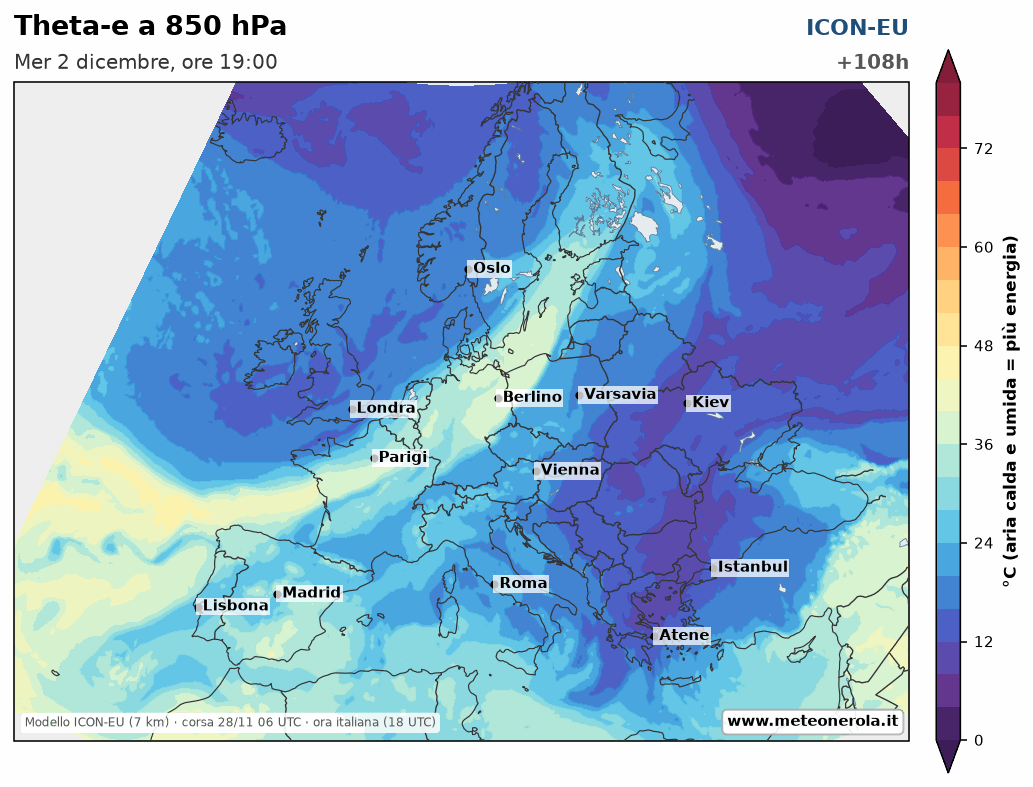 Theta-e a 850 hPa
ICON-EU
Mer 2 dicembre, ore 19:00
+108h
72
60
48
36
24
12
0
°C (aria calda e umida = più energia)
Oslo
Londra
Berlino
Varsavia
Kiev
Parigi
Vienna
Istanbul
Roma
Madrid
Lisbona
Atene
Modello ICON-EU (7 km) · corsa 28/11 06 UTC · ora italiana (18 UTC)
www.meteonerola.it